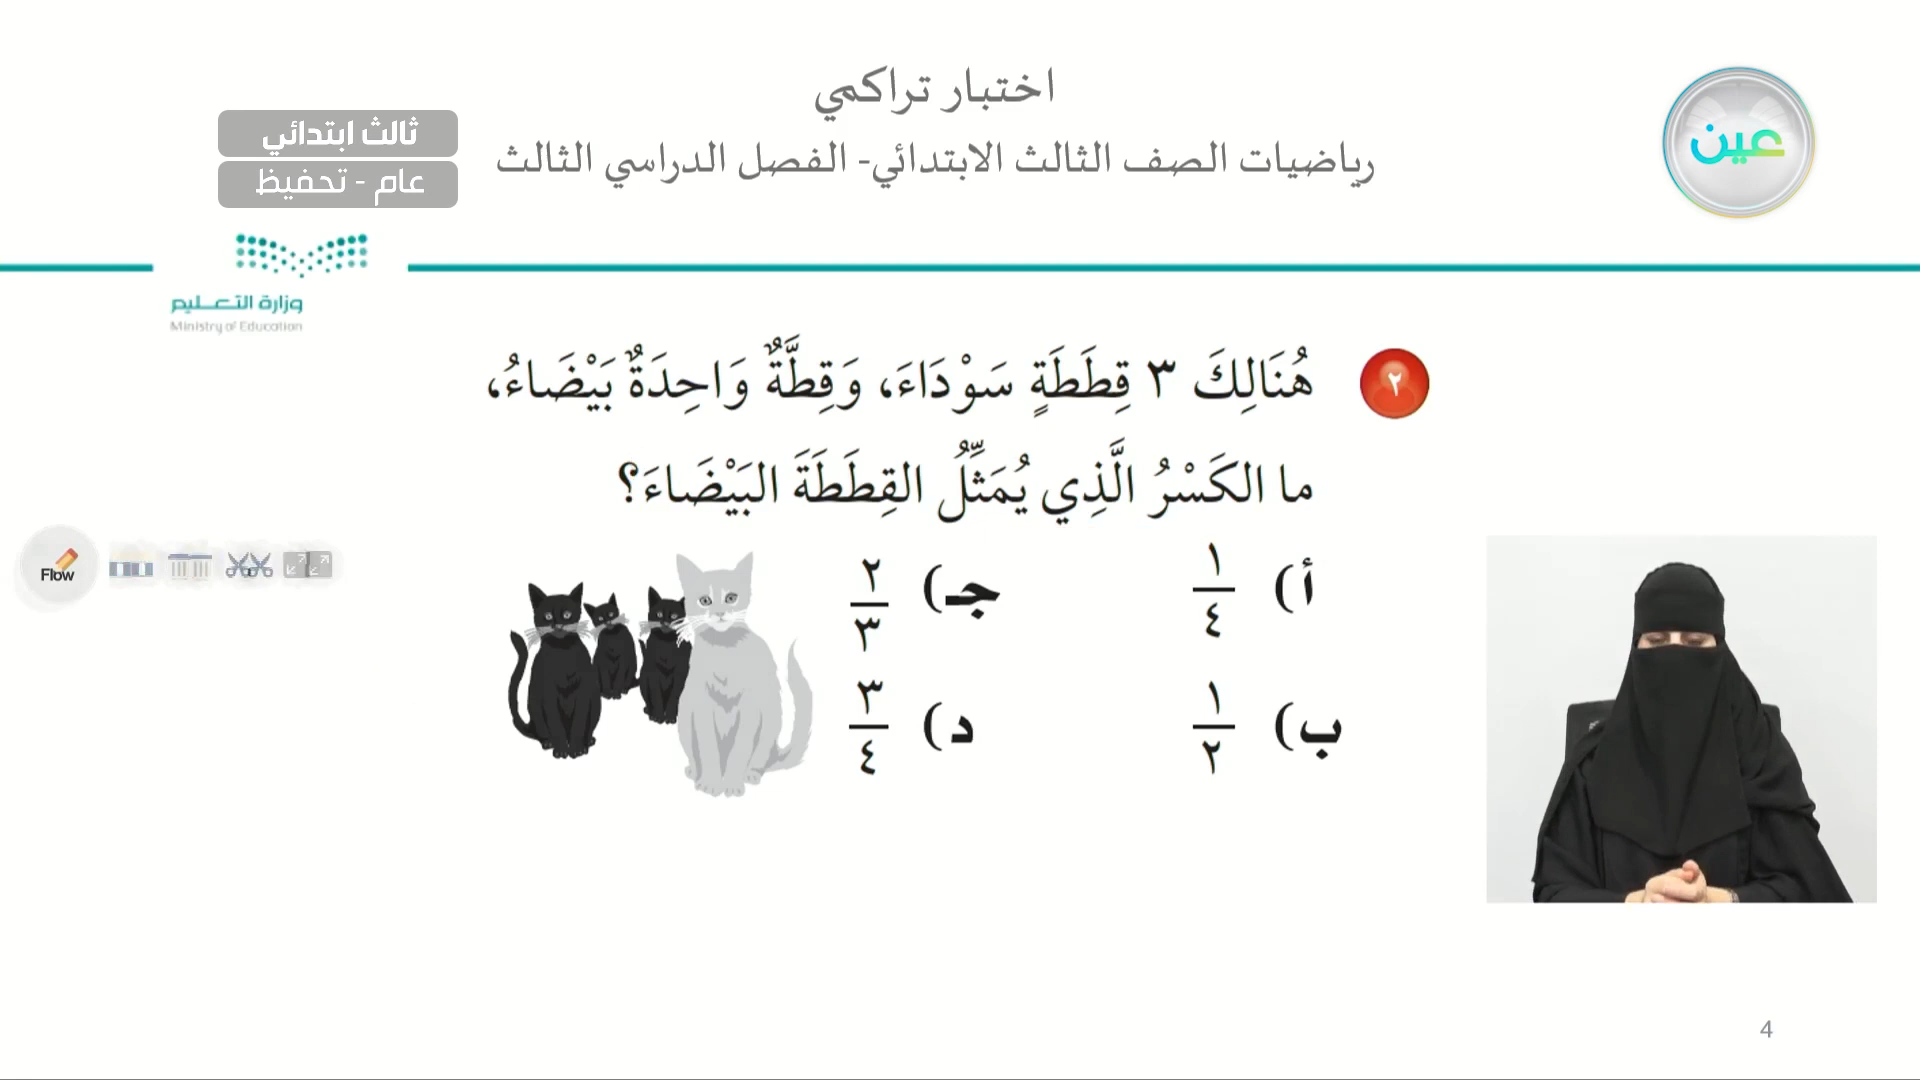 اختبار تراكمي
رياضيات الصف الثالث الابتدائي- الفصل الدراسي الثالث
ثالث ابتدائي
عام - تحفيظ
عين
وزارة التعـليم
Ministry of Education
٢
هُنَالِكَ ٣ قِطَطَةٍ سَوْدَاءَ، وَقِطَّةٌ وَاحِدَةٌ بَيْضَاءُ،
ما الكَسْرُ الَّذِي يُمَثِّلُ القِطَطَةَ البَيْضَاءَ؟
أ) ١/٤
جـ) ٢/٣
ب) ١/٢
د) ٣/٤
Flow
4